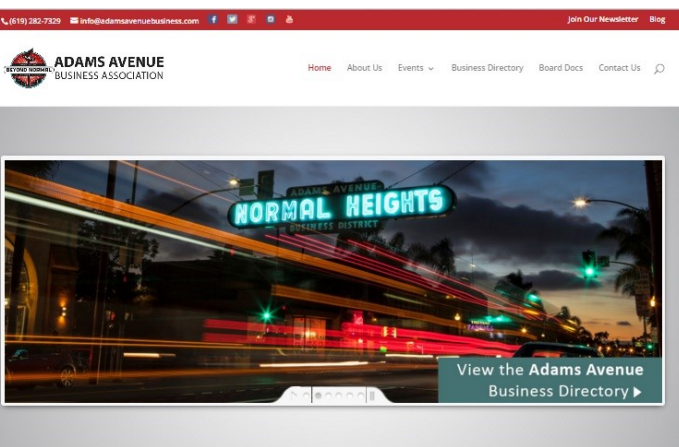 (619) 282-7329 info@adamsavenuebusiness.com Join Our Newsletter Blog
BEYOND NORMAL
ADAMS AVENUE
BUSINESS ASSOCIATION
Home About Us Events Business Directory Board Docs Contact Us
ADAMS AVENUE
NORMAL HEIGHTS
BUSINESS DISTRICT
View the Adams Avenue
Business Directory